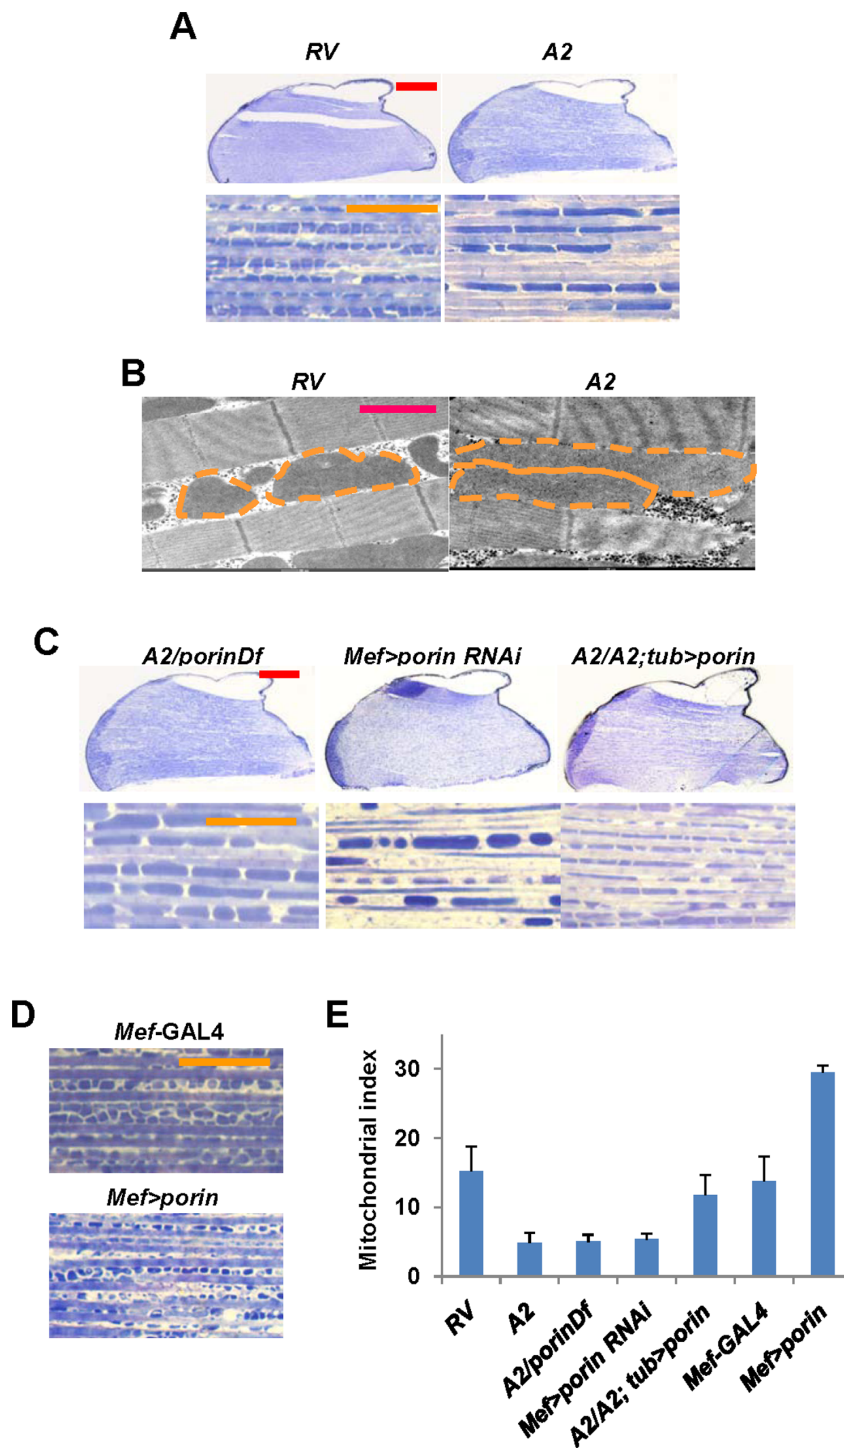 A
RV A2
B
RV A2
C
A2/porinDf Mef>porin RNAi A2/A2;tub>porin
D
Mef-GAL4
Mef>porin
E
Mitochondrial index
30
20
10
0
RV
A2
A2/porinDf
Mef>porin RNAi
A2/A2; tub>porin
Mef-GAL4
Mef>porin